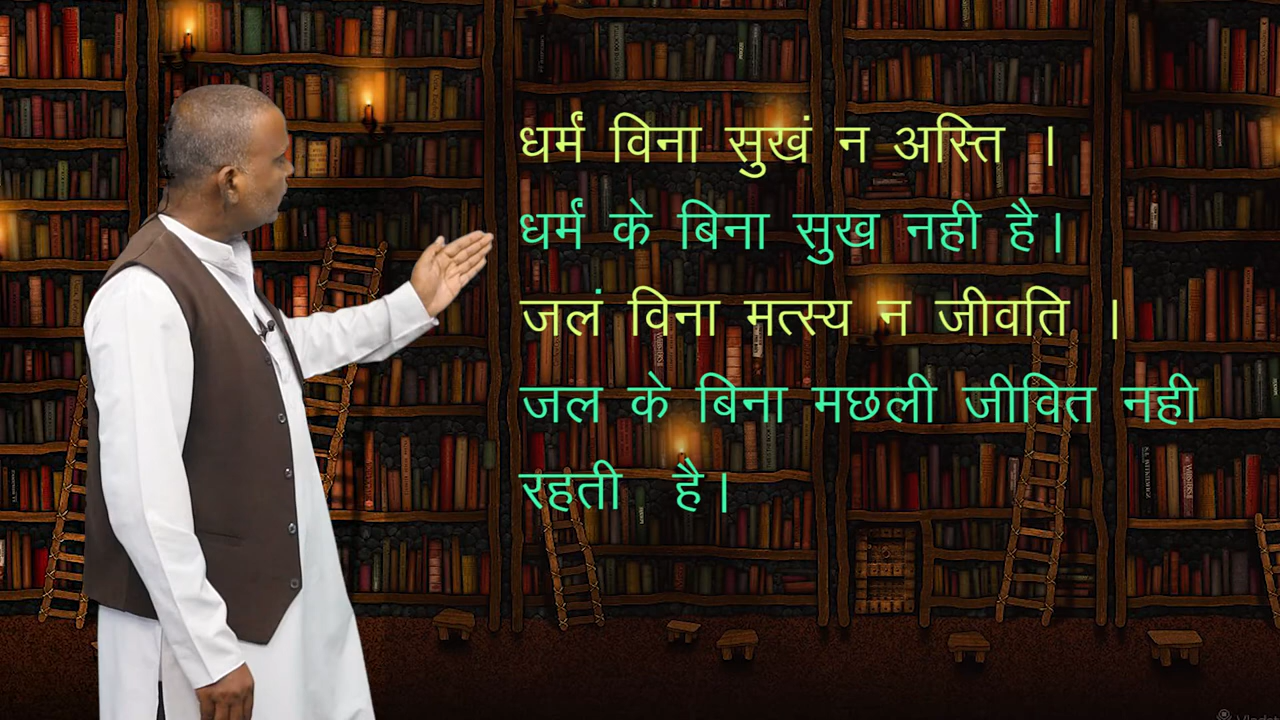 धर्मं विना सुखं न अस्ति ।
धर्मं के बिना सुख नही है।
जलं विना मत्स्य न जीवति ।
जल के बिना मछली जीवित नही
रहती है।